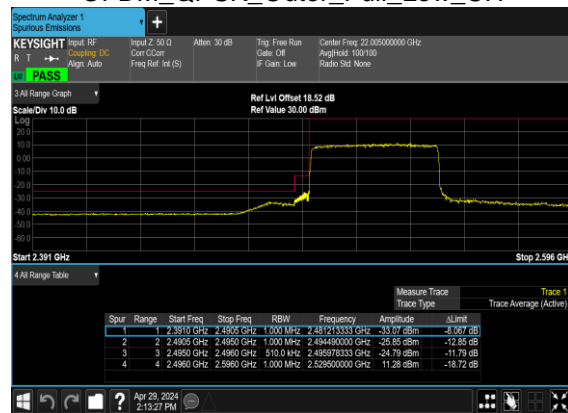 Spectrum Analyzer 1
Spurious Emissions
KEYSIGHT Input: RF Input Z: 50 Ω Atten: 30 dB Trig: Free Run Center Freq: 22.005000000 GHz
R T Coupling: DC Corr CCorr Gate: Off Avg|Hold: 100/100
Align: Auto Freq Ref: Int (S) IF Gain: Low Radio Std: None
PASS
3 All Range Graph
Ref Lvl Offset 18.52 dB
Scale/Div 10.0 dB Ref Value 30.00 dBm
Log
20.0
10.0
0.00
-10.0
-20.0
-30.0
-40.0
-50.0
-60.0
Start 2.391 GHz Stop 2.596 GH
4 All Range Table
Measure Trace Trace 1
Trace Type Trace Average (Active)
Spur Range Start Freq Stop Freq RBW Frequency Amplitude ΔLimit
1 1 2.3910 GHz 2.4905 GHz 1.000 MHz 2.481213333 GHz -33.07 dBm -8.067 dB
2 2 2.4905 GHz 2.4950 GHz 1.000 MHz 2.494490000 GHz -25.85 dBm -12.85 dB
3 3 2.4950 GHz 2.4960 GHz 510.0 kHz 2.495978333 GHz -24.79 dBm -11.79 dB
4 4 2.4960 GHz 2.5960 GHz 1.000 MHz 2.529500000 GHz 11.28 dBm -18.72 dB
? Apr 29, 2024
2:13:27 PM